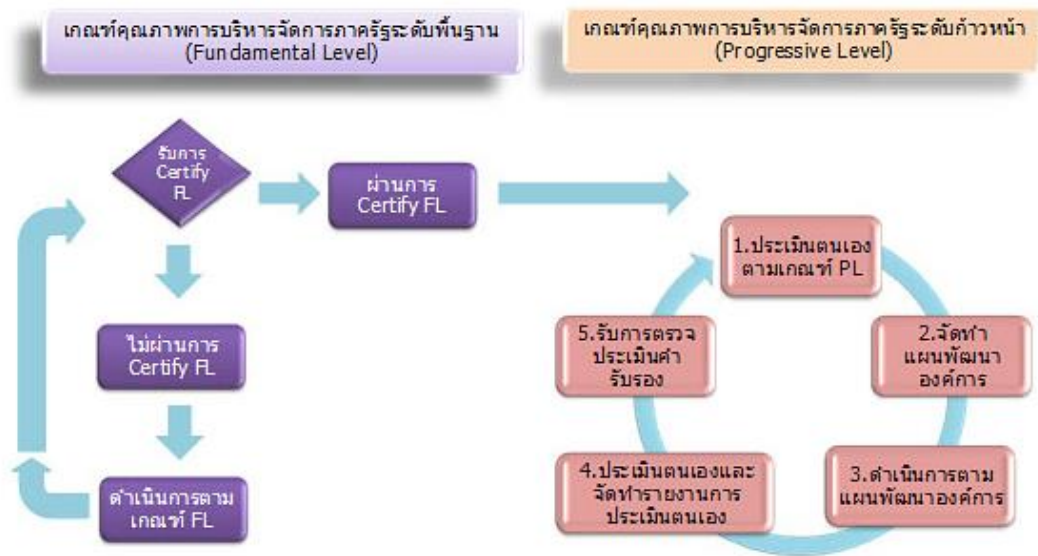 เกณฑ์คุณภาพการบริหารจัดการภาครัฐระดับพื้นฐาน
(Fundamental Level)
เกณฑ์คุณภาพการบริหารจัดการภาครัฐระดับก้าวหน้า
(Progressive Level)
รับการ
Certify
FL
ผ่านการ
Certify FL
ไม่ผ่านการ
Certify FL
ดำเนินการตาม
เกณฑ์ FL
1.ประเมินตนเอง
ตามเกณฑ์ PL
2.จัดทำ
แผนพัฒนา
องค์การ
3.ดำเนินการตาม
แผนพัฒนาองค์การ
4.ประเมินตนเองและ
จัดทำรายงานการ
ประเมินตนเอง
5.รับการตรวจ
ประเมินคำ
รับรอง